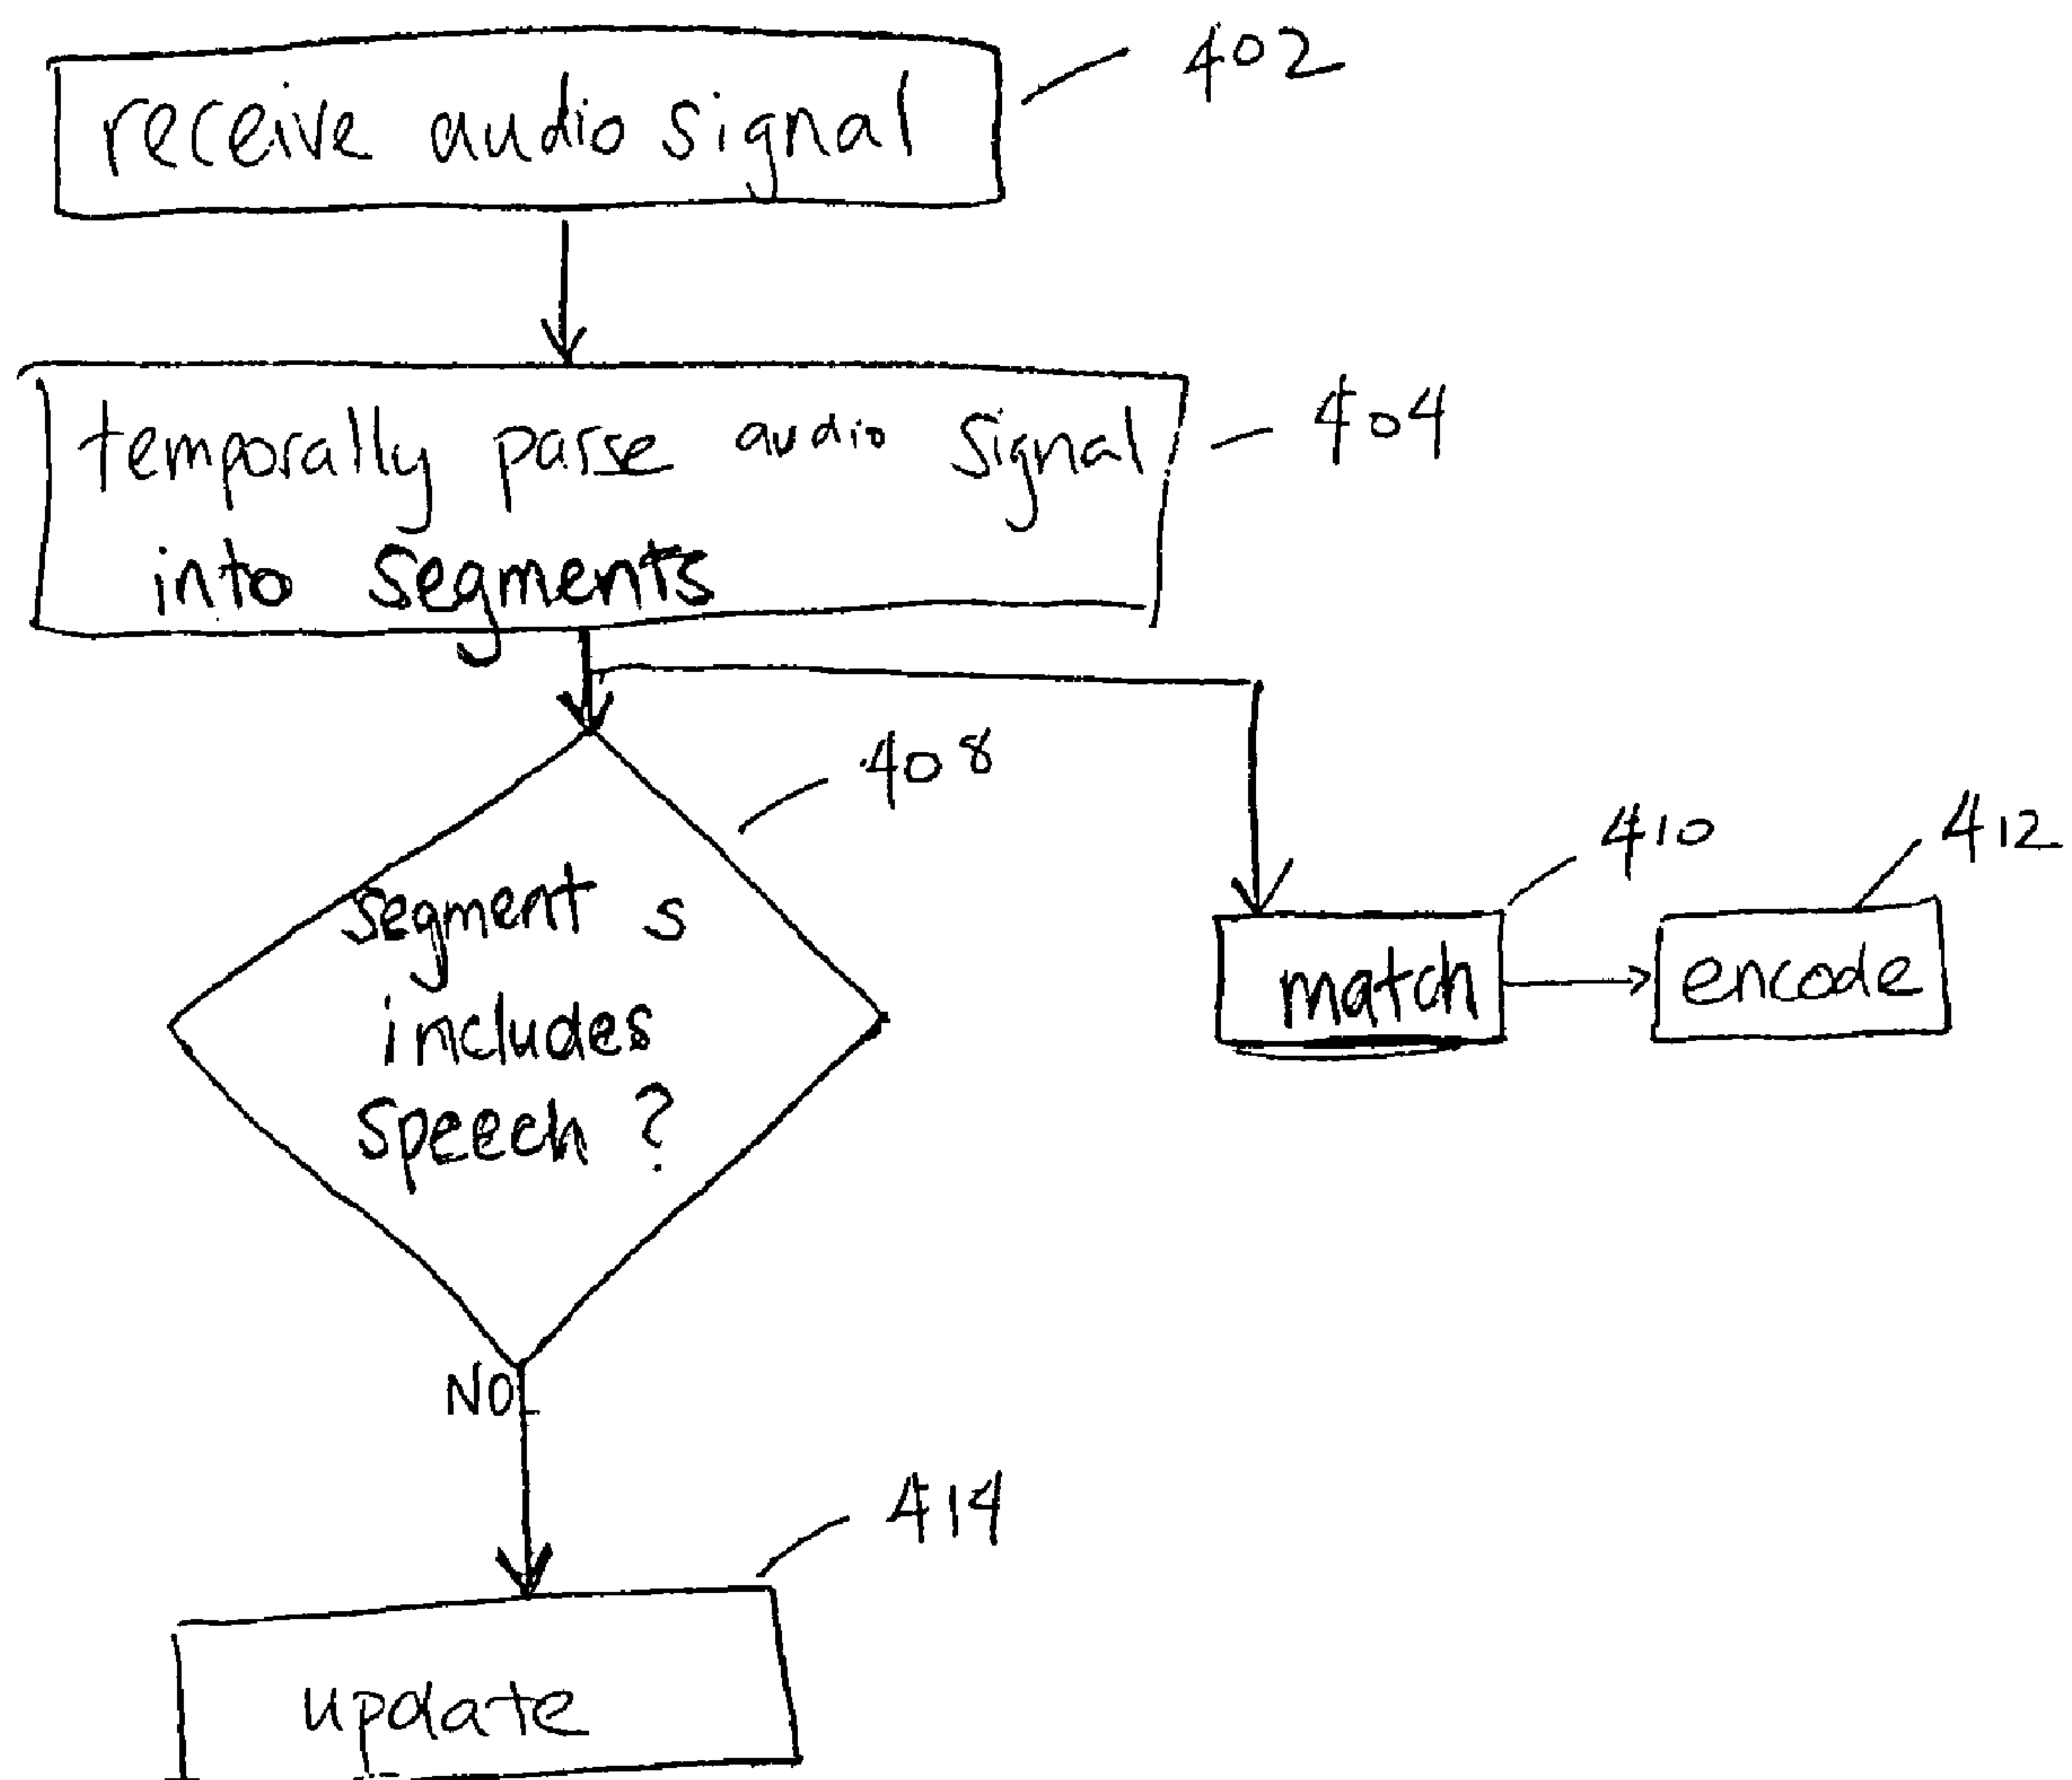 receive audio signal
402
temporally parse audio signal
into segments
404
408
segment s
includes
speech ?
410
match
412
encode
NO
414
update